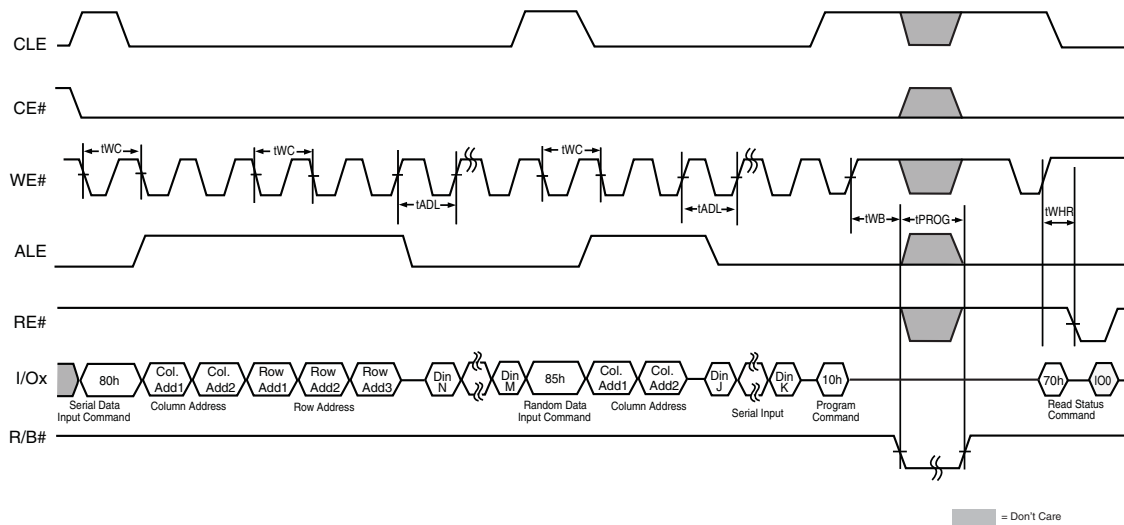 CLE
CE#
tWC
tWC
tWC
WE#
tADL
tADL
tWB
tPROG
tWHR
ALE
RE#
I/Ox
80h
Col. Add1
Col. Add2
Row Add1
Row Add2
Row Add3
Din N
Din M
85h
Col. Add1
Col. Add2
Din J
Din K
10h
70h
IO0
Serial Data Input Command
Column Address
Row Address
Random Data Input Command
Column Address
Serial Input
Program Command
Read Status Command
R/B#
= Don't Care